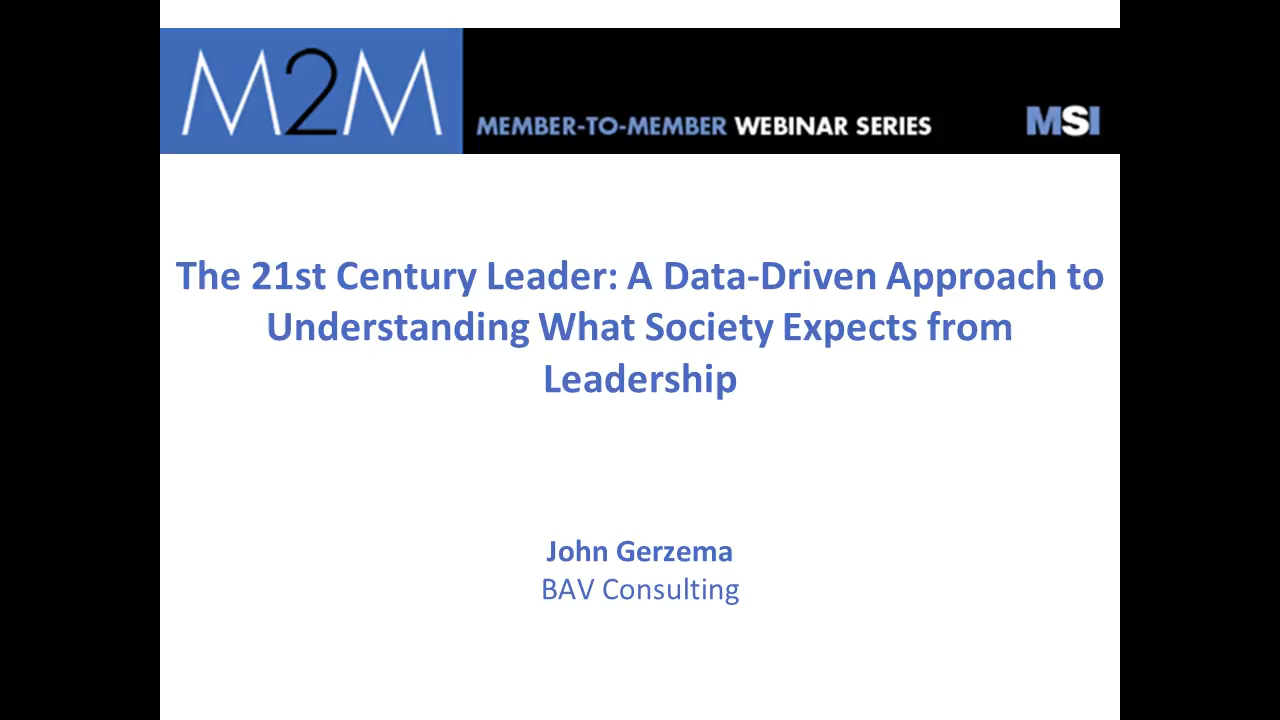 M2M
MEMBER-TO-MEMBER WEBINAR SERIES
MSI
The 21st Century Leader: A Data-Driven Approach to
Understanding What Society Expects from
Leadership
John Gerzema
BAV Consulting